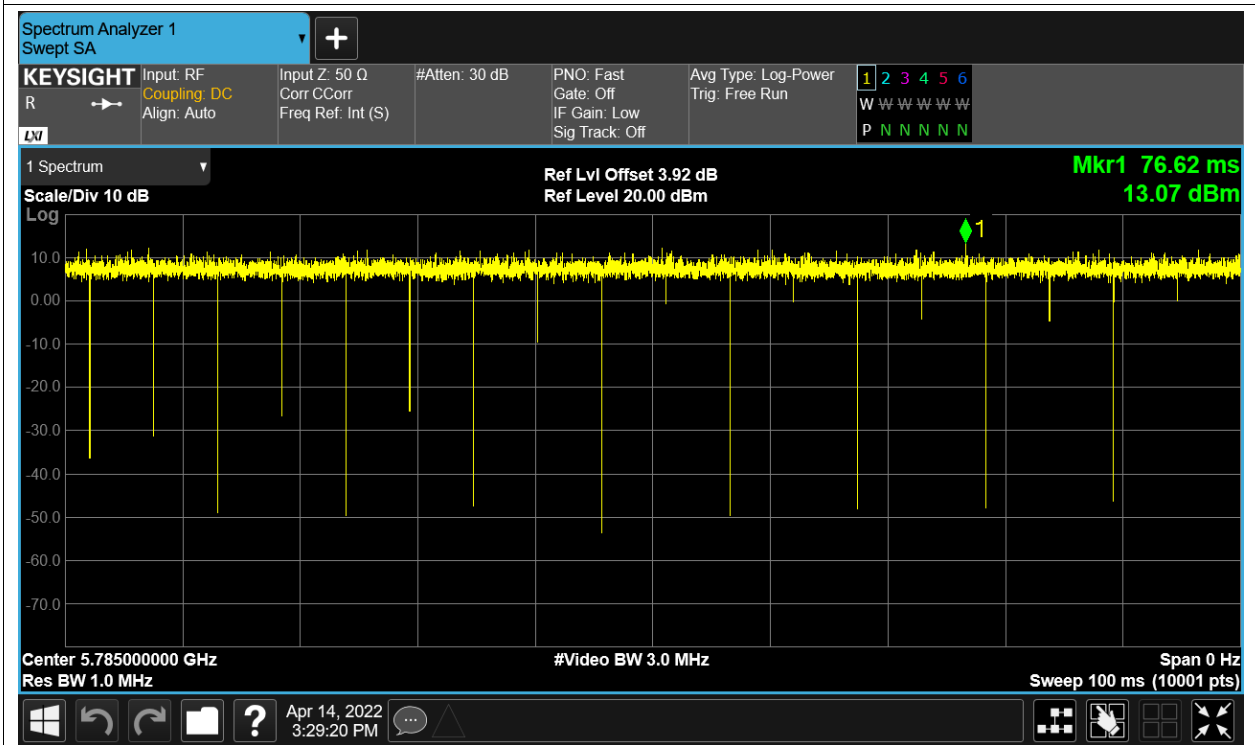 Spectrum Analyzer 1
Swept SA
KEYSIGHT
R
LXI
Input: RF
Coupling: DC
Align: Auto
Input Z: 50 Ω
Corr CCorr
Freq Ref: Int (S)
#Atten: 30 dB
PNO: Fast
Gate: Off
IF Gain: Low
Sig Track: Off
Avg Type: Log-Power
Trig: Free Run
1 2 3 4 5 6
W W W W W W
P N N N N N
1 Spectrum
Scale/Div 10 dB
Ref Lvl Offset 3.92 dB
Ref Level 20.00 dBm
Mkr1 76.62 ms
13.07 dBm
Log
1
10.0
0.00
-10.0
-20.0
-30.0
-40.0
-50.0
-60.0
-70.0
Center 5.785000000 GHz
Res BW 1.0 MHz
#Video BW 3.0 MHz
Span 0 Hz
Sweep 100 ms (10001 pts)
?
Apr 14, 2022
3:29:20 PM